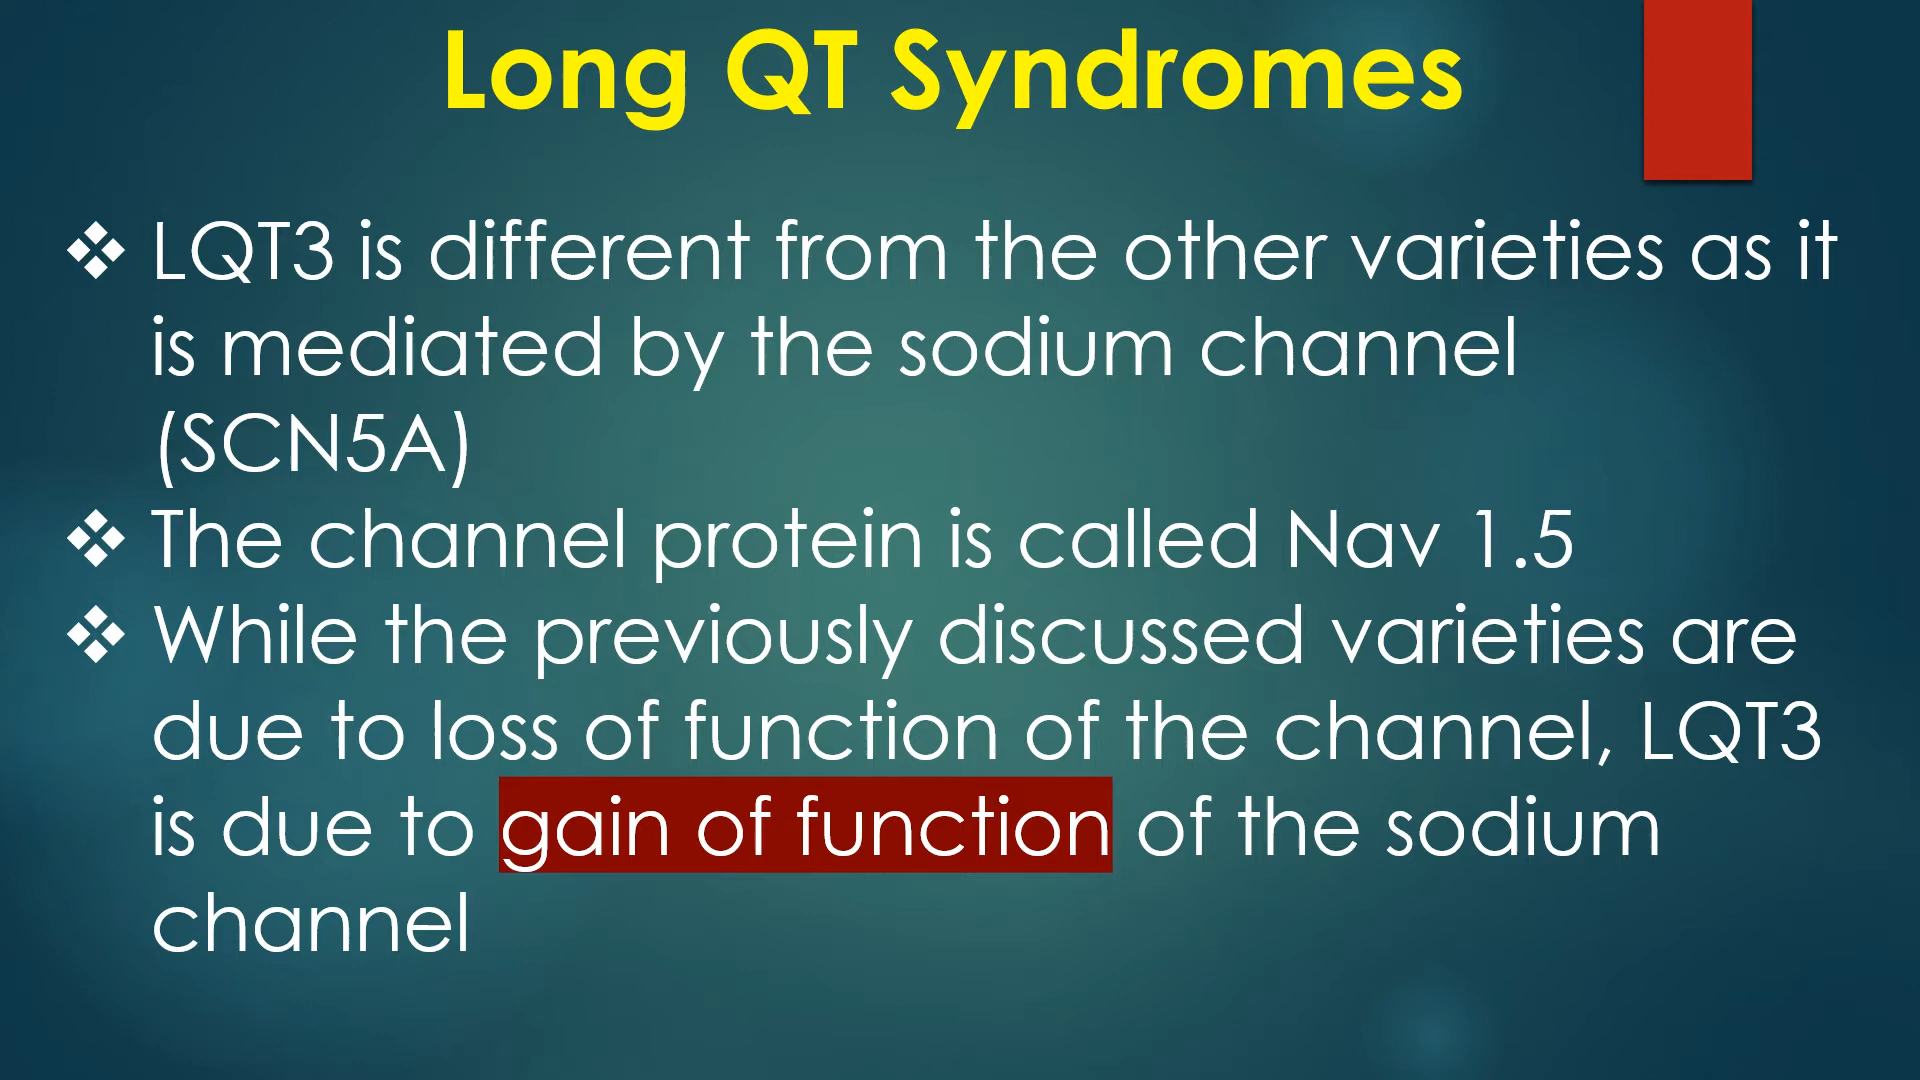 Long QT Syndromes
❖ LQT3 is different from the other varieties as it
is mediated by the sodium channel
(SCN5A)
❖ The channel protein is called Nav 1.5
❖ While the previously discussed varieties are
due to loss of function of the channel, LQT3
is due to gain of function of the sodium
channel